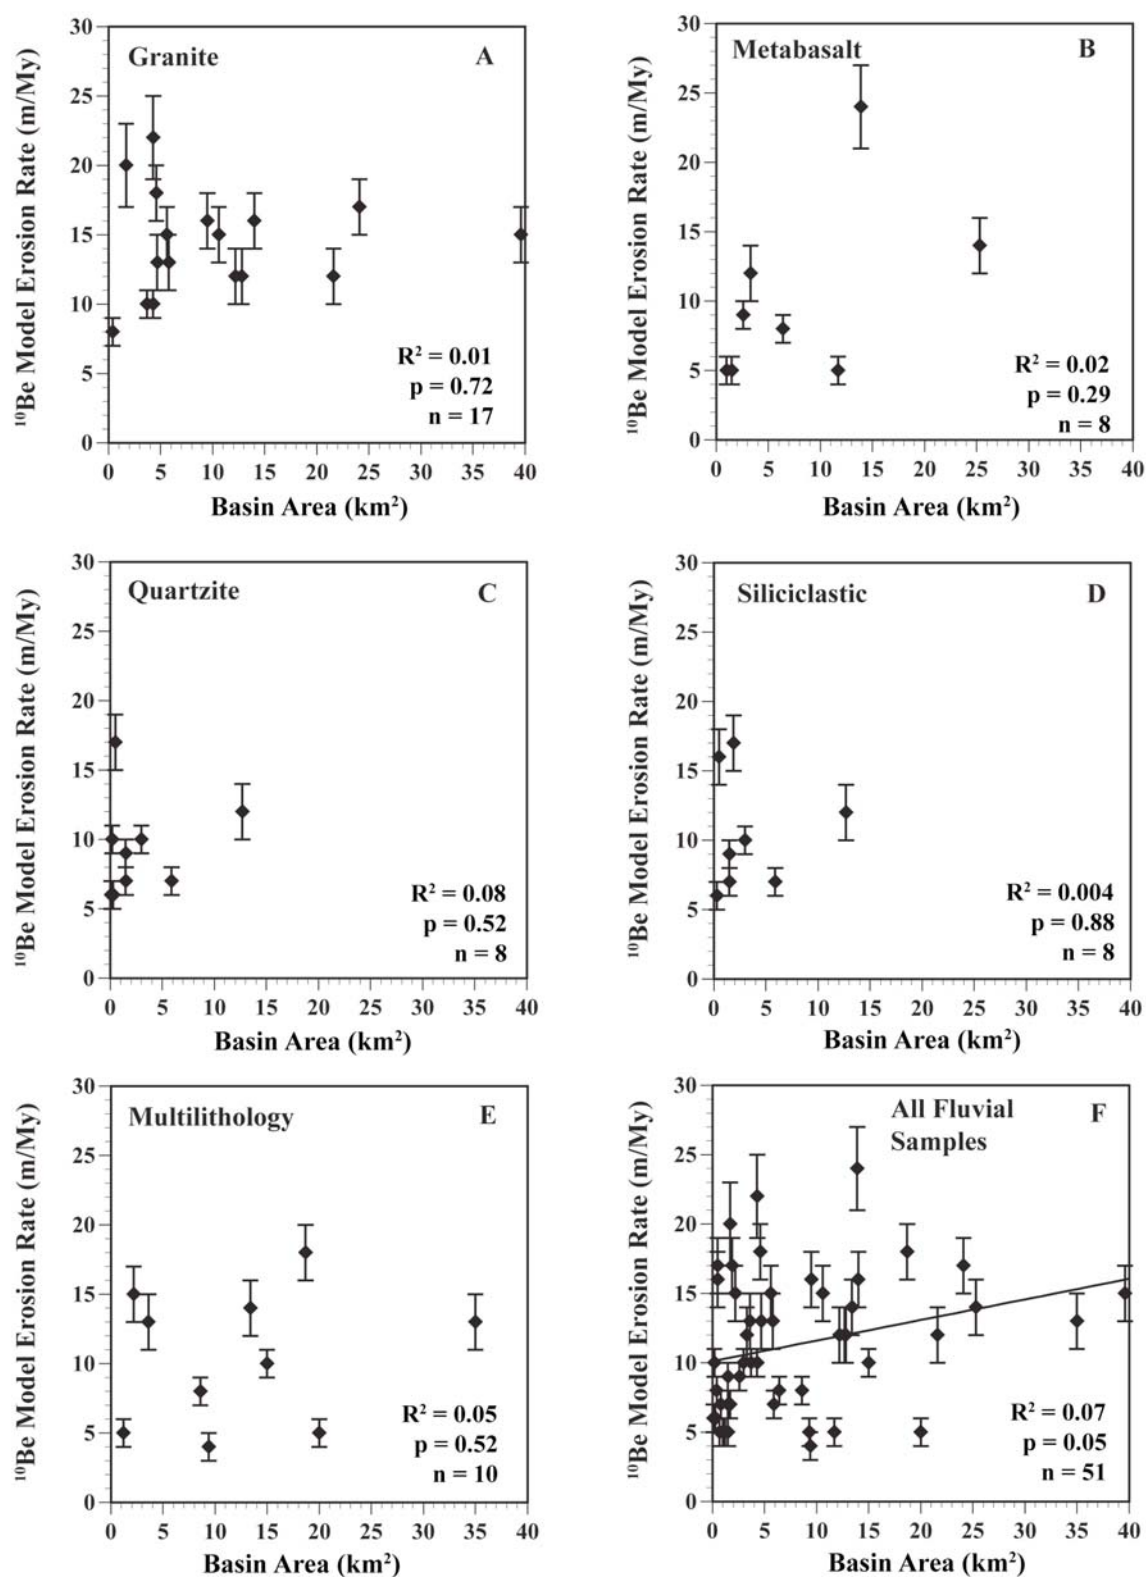 Granite
A
30
25
20
15
10
5
0
¹⁰Be Model Erosion Rate (m/My)
R² = 0.01
p = 0.72
n = 17
0 5 10 15 20 25 30 35 40
Basin Area (km²)
Metabasalt
B
30
25
20
15
10
5
0
¹⁰Be Model Erosion Rate (m/My)
R² = 0.02
p = 0.29
n = 8
0 5 10 15 20 25 30 35 40
Basin Area (km²)
Quartzite
C
30
25
20
15
10
5
0
¹⁰Be Model Erosion Rate (m/My)
R² = 0.08
p = 0.52
n = 8
0 5 10 15 20 25 30 35 40
Basin Area (km²)
Siliciclastic
D
30
25
20
15
10
5
0
¹⁰Be Model Erosion Rate (m/My)
R² = 0.004
p = 0.88
n = 8
0 5 10 15 20 25 30 35 40
Basin Area (km²)
Multilithology
E
30
25
20
15
10
5
0
¹⁰Be Model Erosion Rate (m/My)
R² = 0.05
p = 0.52
n = 10
0 5 10 15 20 25 30 35 40
Basin Area (km²)
All Fluvial
Samples
F
30
25
20
15
10
5
0
¹⁰Be Model Erosion Rate (m/My)
R² = 0.07
p = 0.05
n = 51
0 5 10 15 20 25 30 35 40
Basin Area (km²)